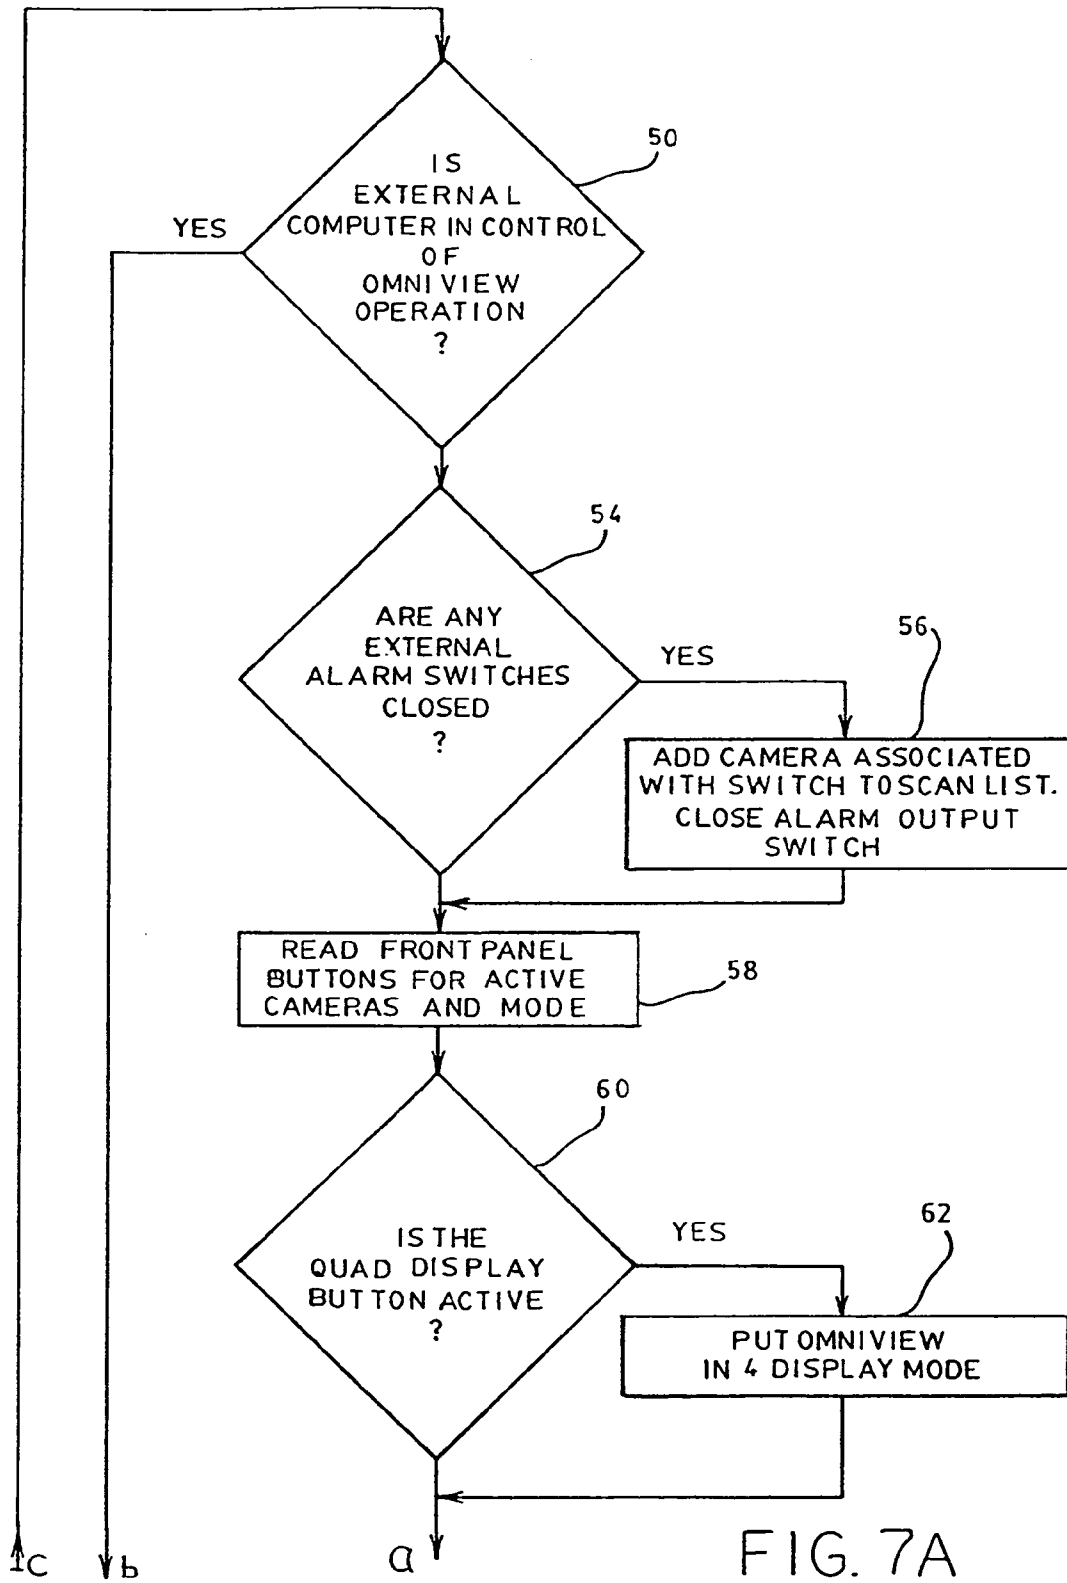 50
IS
EXTERNAL
COMPUTER IN CONTROL
OF
OMNIVIEW
OPERATION
?
YES
54
ARE ANY
EXTERNAL
ALARM SWITCHES
CLOSED
?
YES
56
ADD CAMERA ASSOCIATED
WITH SWITCH TO SCAN LIST.
CLOSE ALARM OUTPUT
SWITCH
READ FRONT PANEL
BUTTONS FOR ACTIVE
CAMERAS AND MODE
58
60
IS THE
QUAD DISPLAY
BUTTON ACTIVE
?
YES
62
PUT OMNIVIEW
IN 4 DISPLAY MODE
c
b
a
FIG. 7A